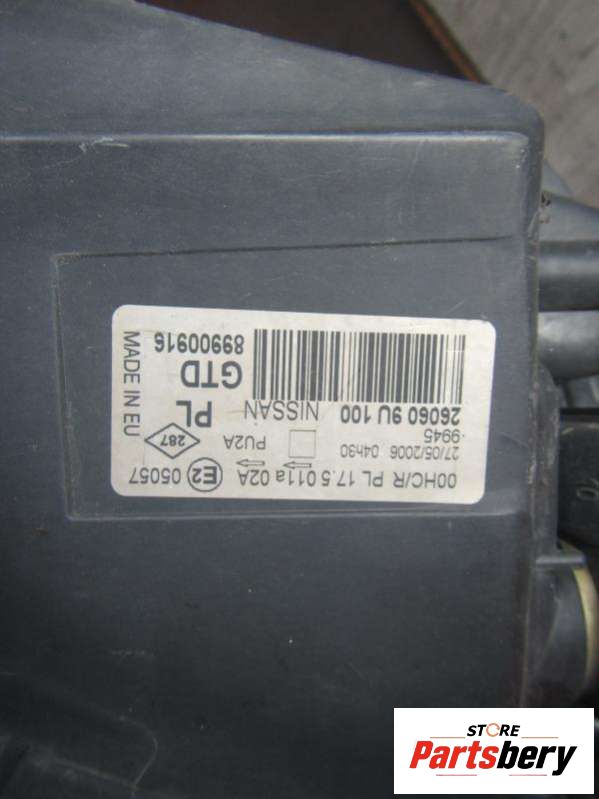 00HC/R PL 17.5 011a 02A E2 05057
27/05/2006 04h30 PU2A 287
-9945
26060 9U 100 NISSAN PL
GTD
89900916
MADE IN EU
STORE
Partsbery